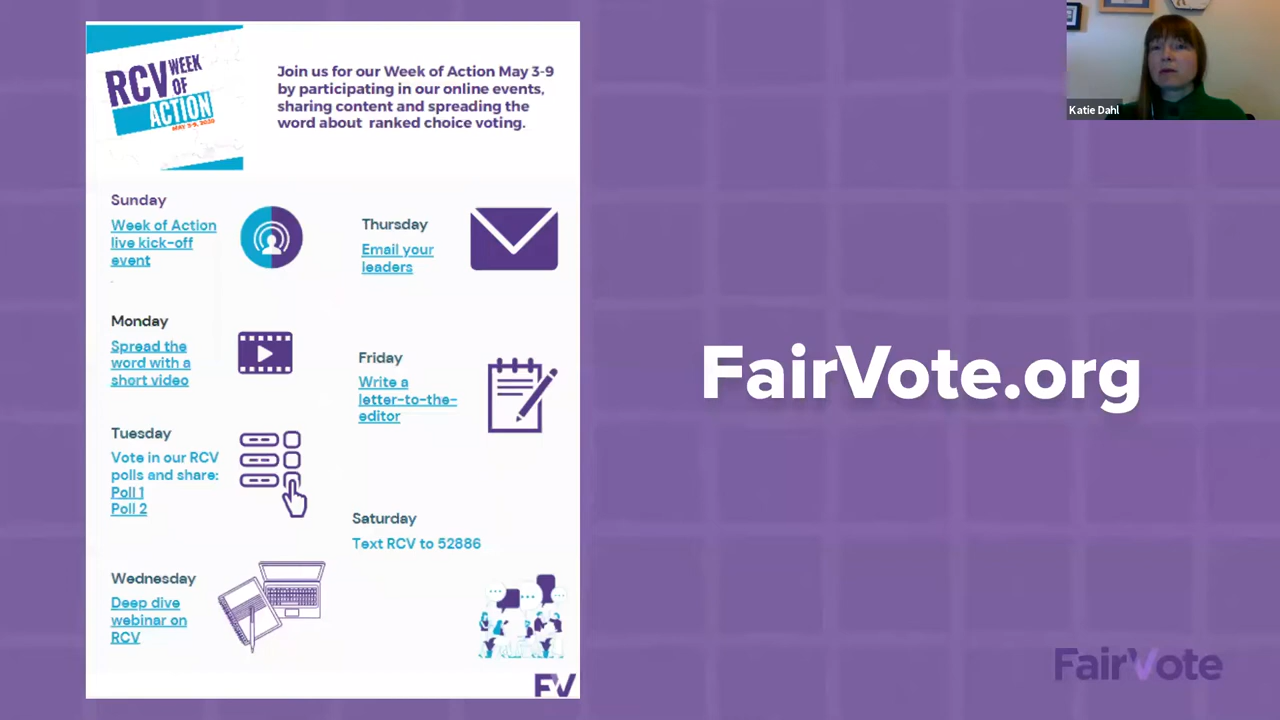 RCV WEEK
OF
ACTION
MAY 3-9, 2020
Join us for our Week of Action May 3-9
by participating in our online events,
sharing content and spreading the
word about ranked choice voting.
Sunday
Week of Action
live kick-off
event
Monday
Spread the
word with a
short video
Tuesday
Vote in our RCV
polls and share:
Poll 1
Poll 2
Wednesday
Deep dive
webinar on
RCV
Thursday
Email your
leaders
Friday
Write a
letter-to-the-
editor
Saturday
Text RCV to 52886
FV
FairVote.org
Katie Dahl
FairVote